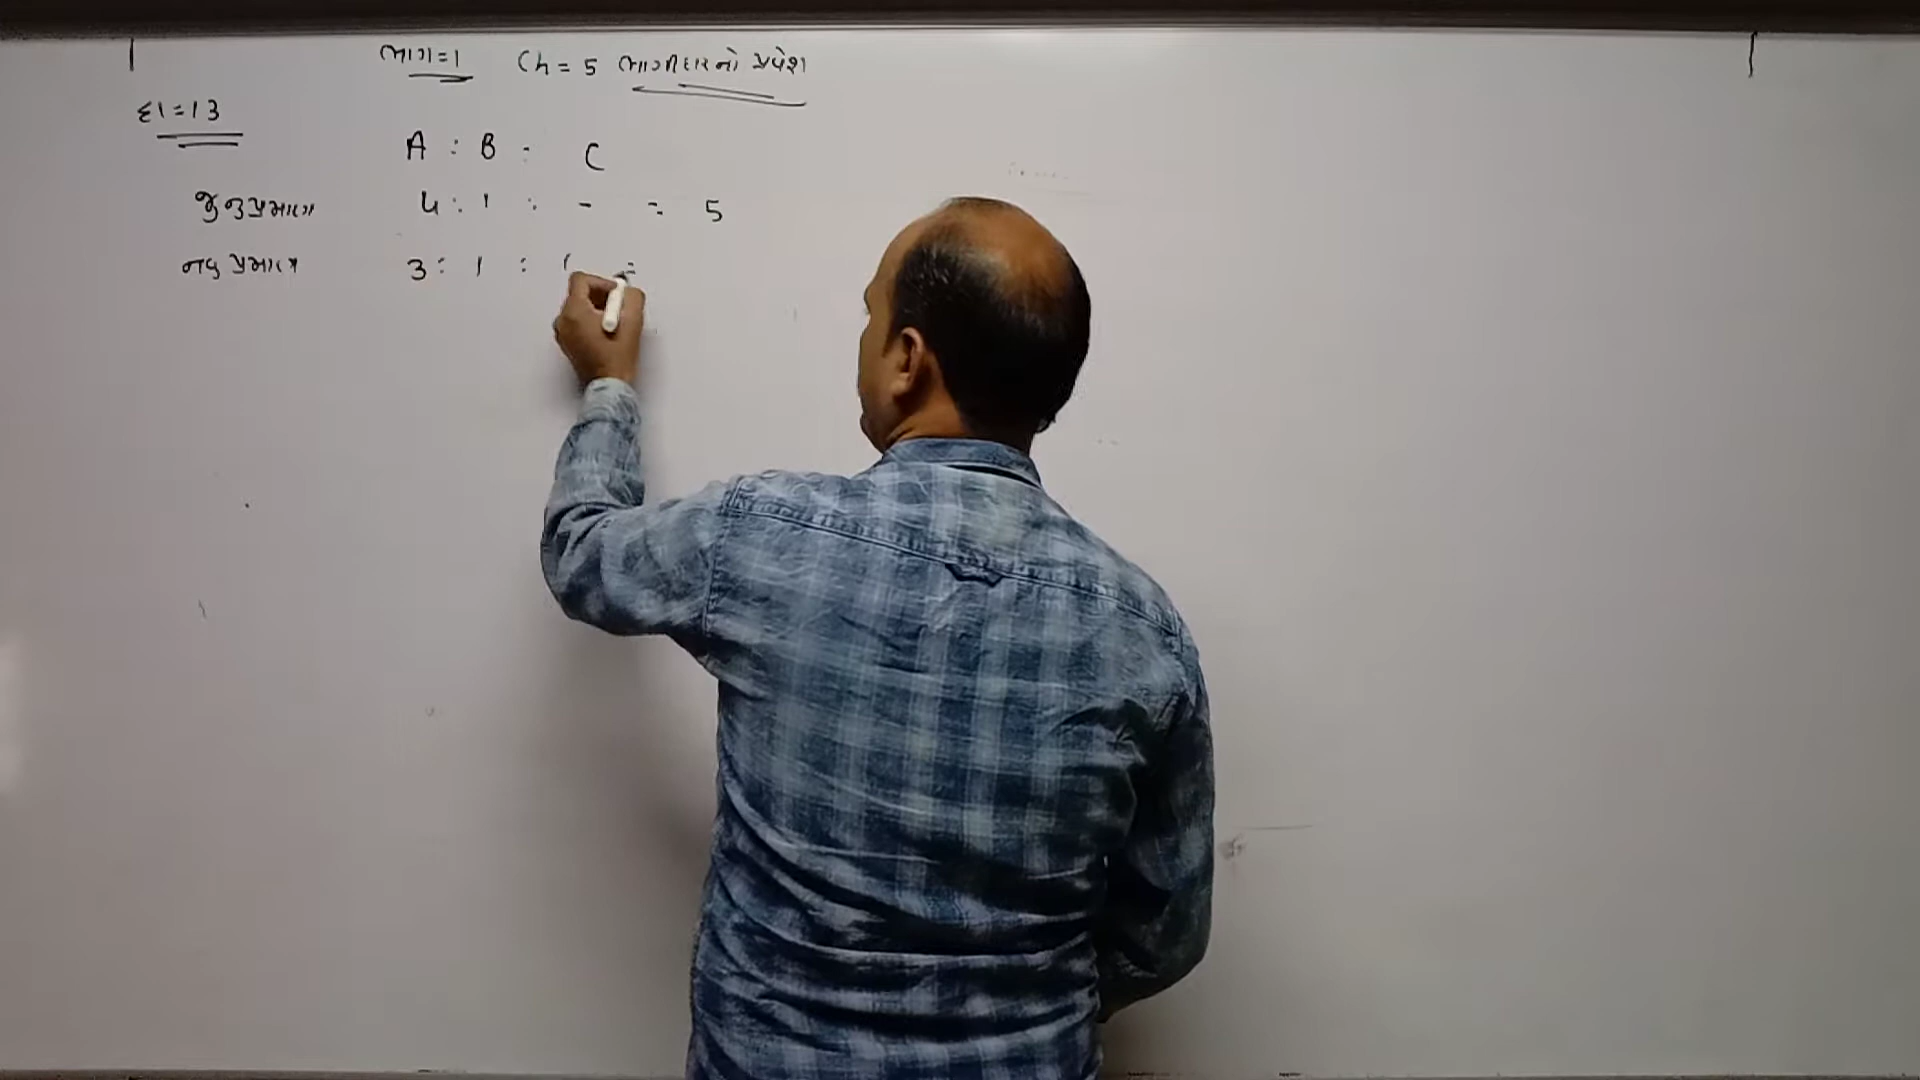 ભાગ=1 Ch = 5 ભાગીદારનો પ્રવેશ
દા=13
A : B : C
જુનુ પ્રમાણ 4 : 1 : - = 5
નવુ પ્રમાણ 3 : 1 : 1 =